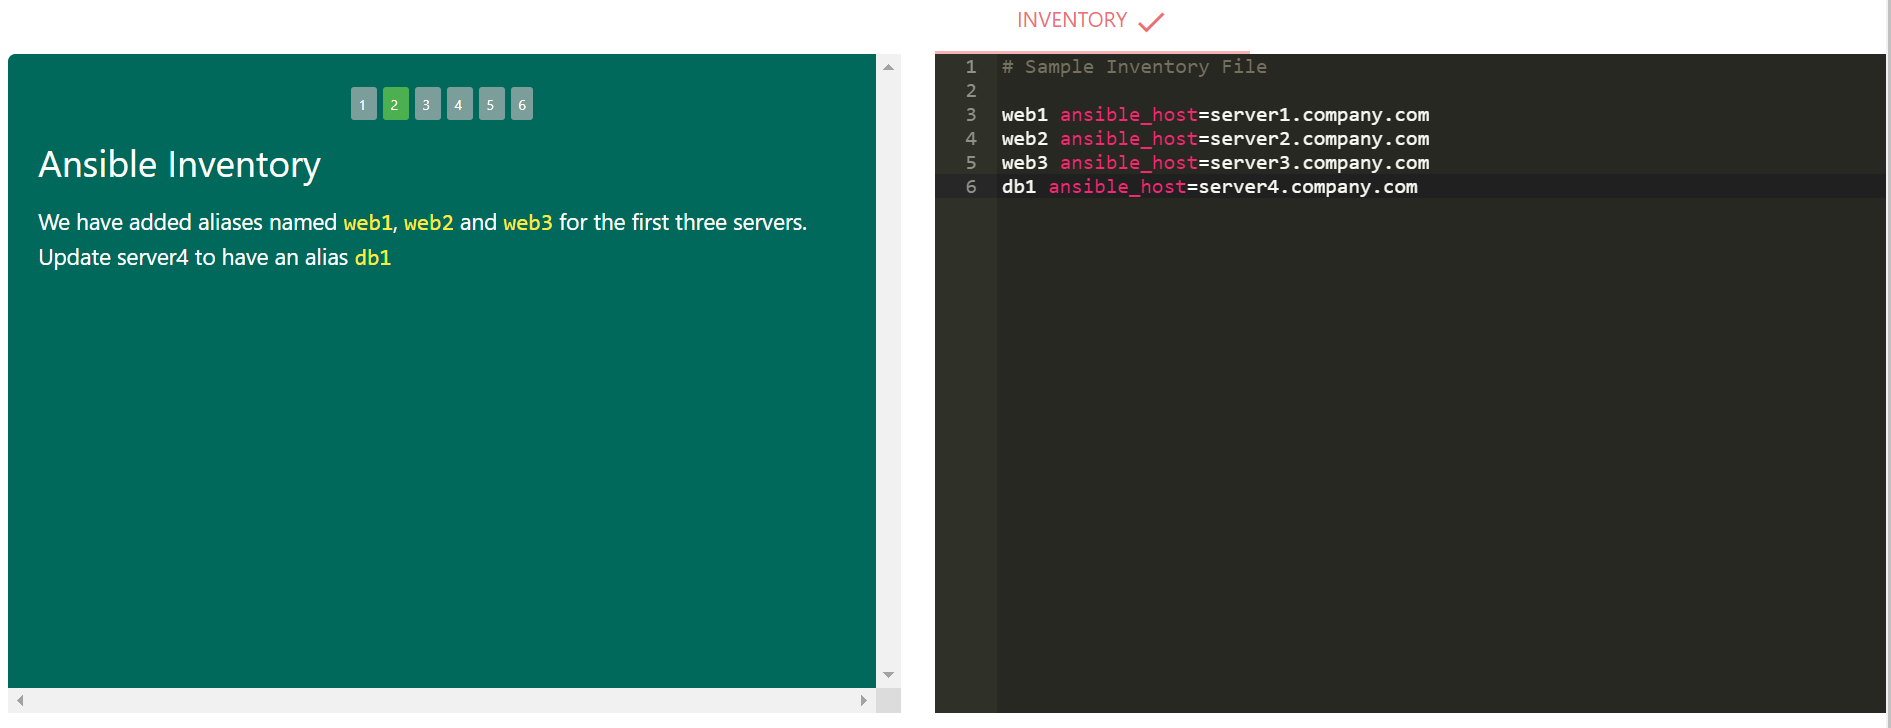 INVENTORY
1 2 3 4 5 6
Ansible Inventory
We have added aliases named web1, web2 and web3 for the first three servers.
Update server4 to have an alias db1
1 # Sample Inventory File
2
3 web1 ansible_host=server1.company.com
4 web2 ansible_host=server2.company.com
5 web3 ansible_host=server3.company.com
6 db1 ansible_host=server4.company.com